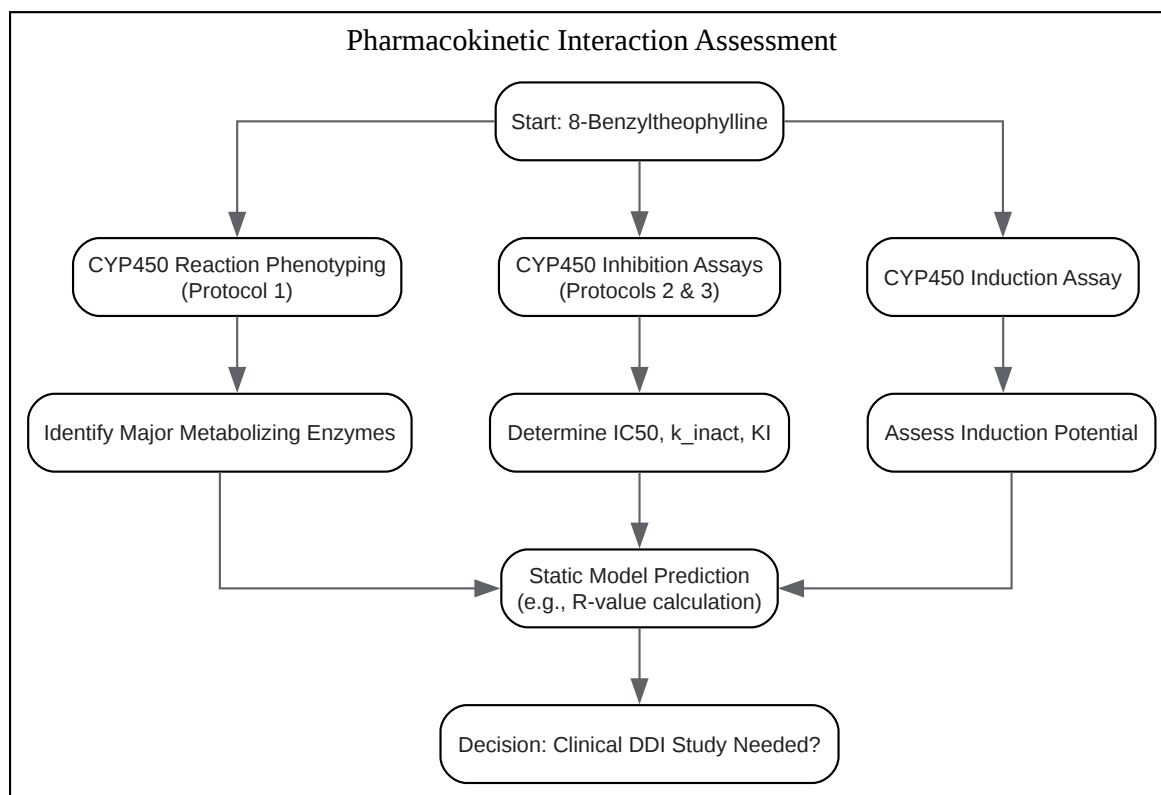 Pharmacokinetic Interaction Assessment
Start: 8-Benzyltheophylline
CYP450 Reaction Phenotyping
(Protocol 1)
CYP450 Inhibition Assays
(Protocols 2 & 3)
CYP450 Induction Assay
Identify Major Metabolizing Enzymes
Determine IC50, k_inact, KI
Assess Induction Potential
Static Model Prediction
(e.g., R-value calculation)
Decision: Clinical DDI Study Needed?